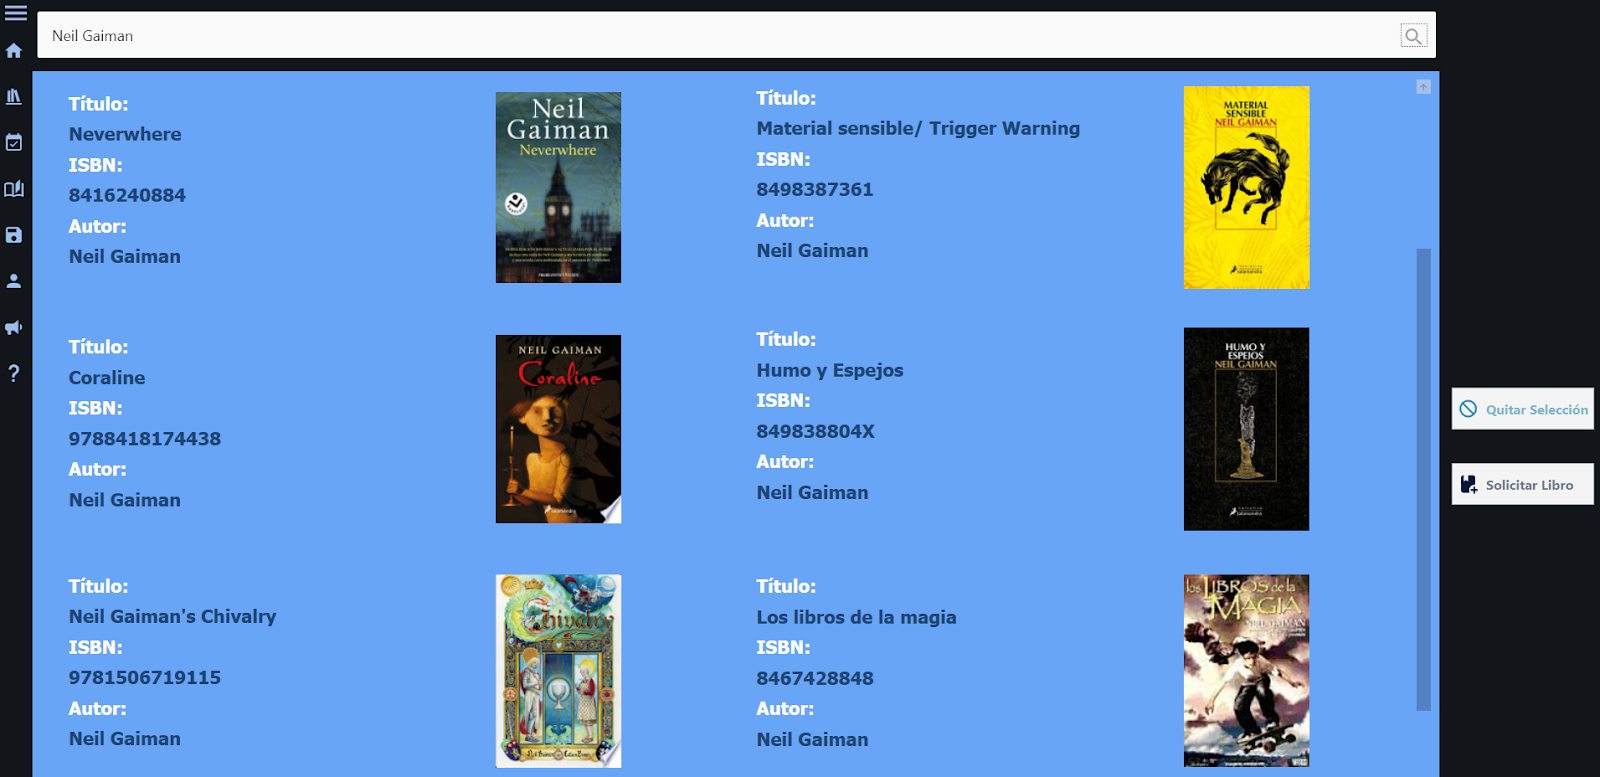 Neil Gaiman
Título:
Neverwhere
ISBN:
8416240884
Autor:
Neil Gaiman
Neil
Gaiman
Neverwhere
Título:
Material sensible/ Trigger Warning
ISBN:
8498387361
Autor:
Neil Gaiman
MATERIAL
SENSIBLE
NEIL GAIMAN
salamandra
Título:
Coraline
ISBN:
9788418174438
Autor:
Neil Gaiman
NEIL GAIMAN
Coraline
salamandra
Título:
Humo y Espejos
ISBN:
849838804X
Autor:
Neil Gaiman
HUMO Y
ESPEJOS
NEIL GAIMAN
salamandra
Título:
Neil Gaiman's Chivalry
ISBN:
9781506719115
Autor:
Neil Gaiman
Chivalry
Título:
Los libros de la magia
ISBN:
8467428848
Autor:
Neil Gaiman
los LIBROS de la
MAGIA
NEIL GAIMAN
Quitar Selección
Solicitar Libro